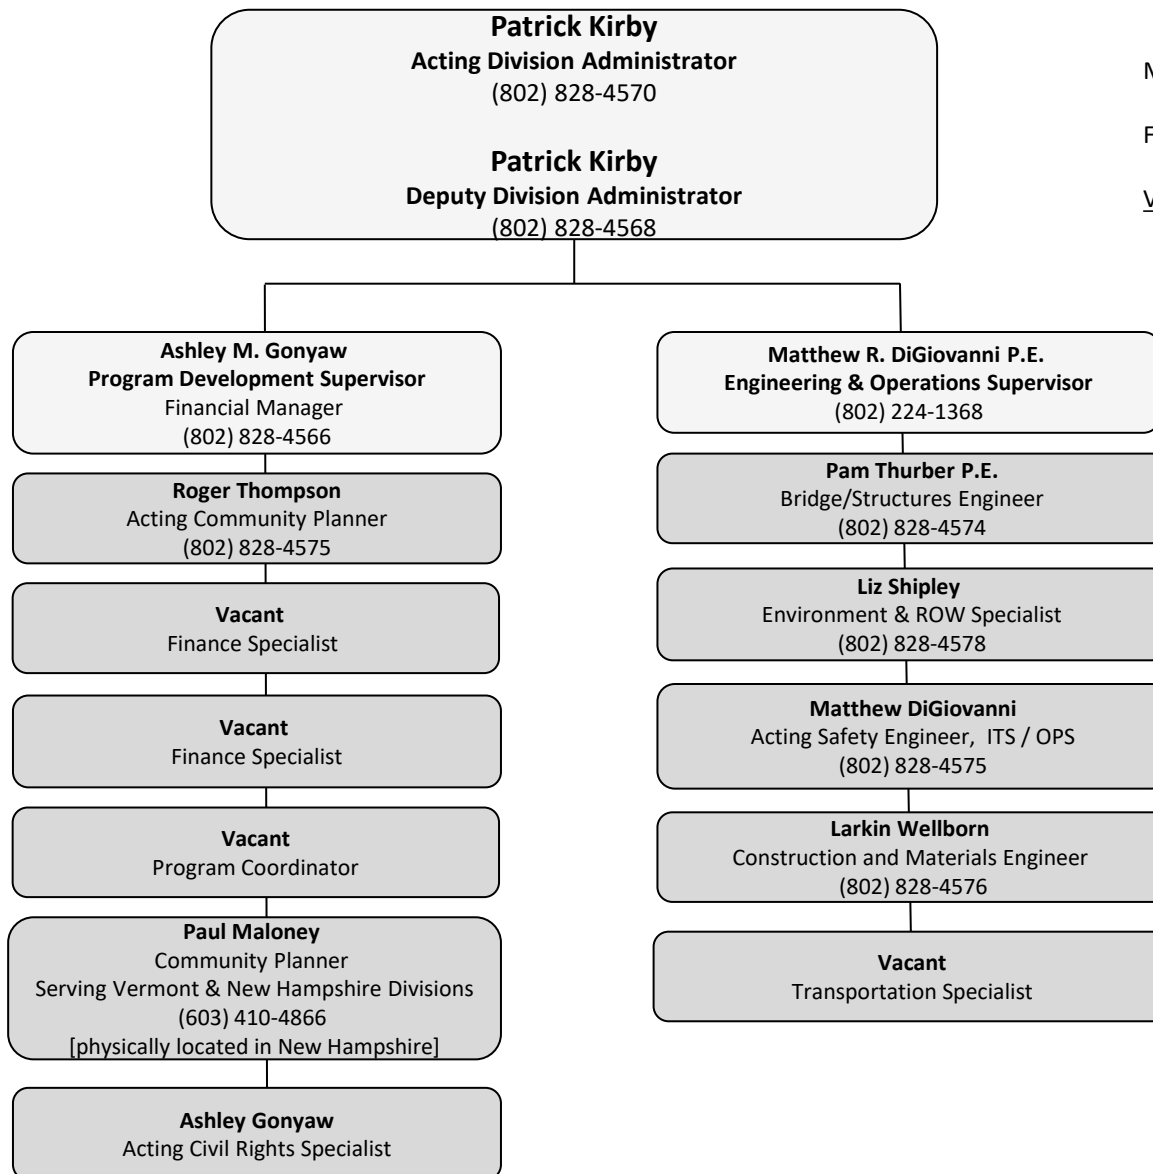 Patrick Kirby
Acting Division Administrator
(802) 828-4570
Patrick Kirby
Deputy Division Administrator
(802) 828-4568
M
F
V
Ashley M. Gonyaw
Program Development Supervisor
Financial Manager
(802) 828-4566
Roger Thompson
Acting Community Planner
(802) 828-4575
Vacant
Finance Specialist
Vacant
Finance Specialist
Vacant
Program Coordinator
Paul Maloney
Community Planner
Serving Vermont & New Hampshire Divisions
(603) 410-4866
[physically located in New Hampshire]
Ashley Gonyaw
Acting Civil Rights Specialist
Matthew R. DiGiovanni P.E.
Engineering & Operations Supervisor
(802) 224-1368
Pam Thurber P.E.
Bridge/Structures Engineer
(802) 828-4574
Liz Shipley
Environment & ROW Specialist
(802) 828-4578
Matthew DiGiovanni
Acting Safety Engineer, ITS / OPS
(802) 828-4575
Larkin Wellborn
Construction and Materials Engineer
(802) 828-4576
Vacant
Transportation Specialist